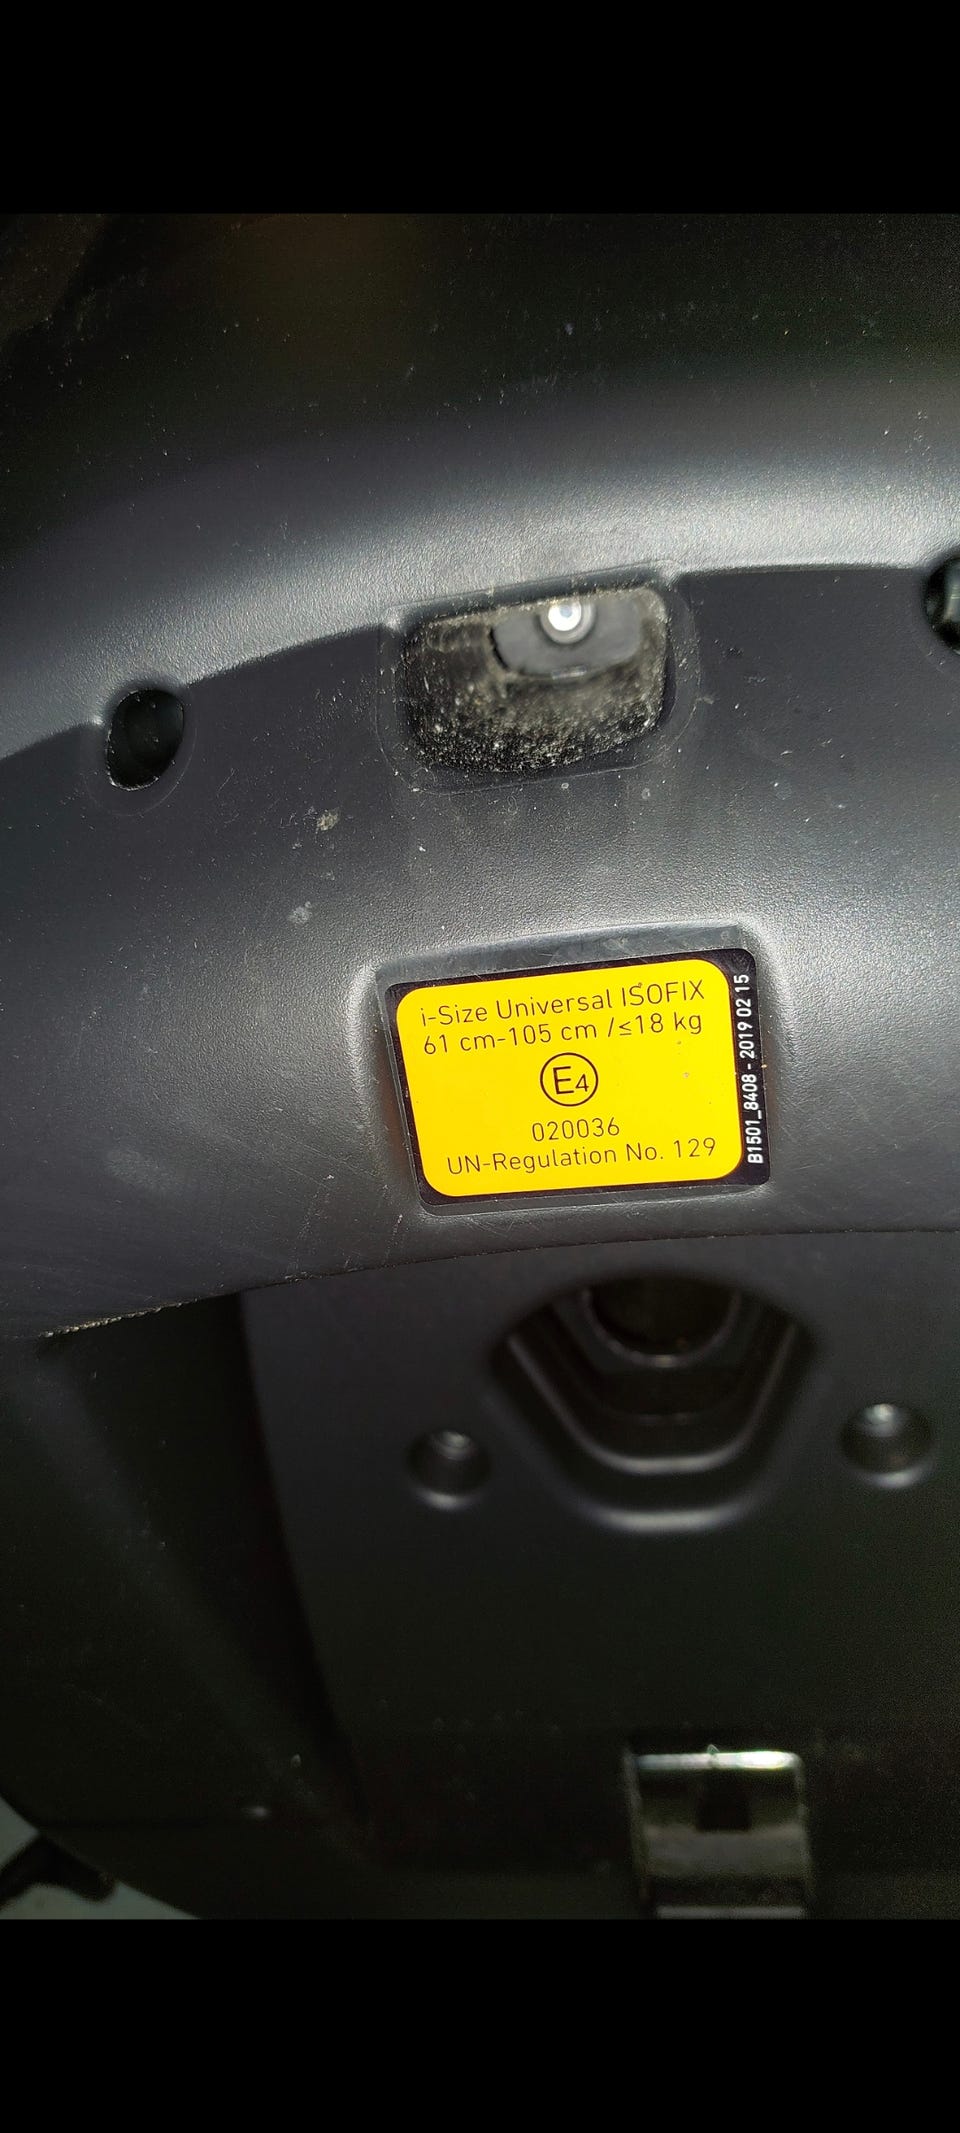 i-Size Universal ISOFIX
61 cm-105 cm /≤18 kg
E4
020036
UN-Regulation No. 129
B1501_8408 - 2019 02 15